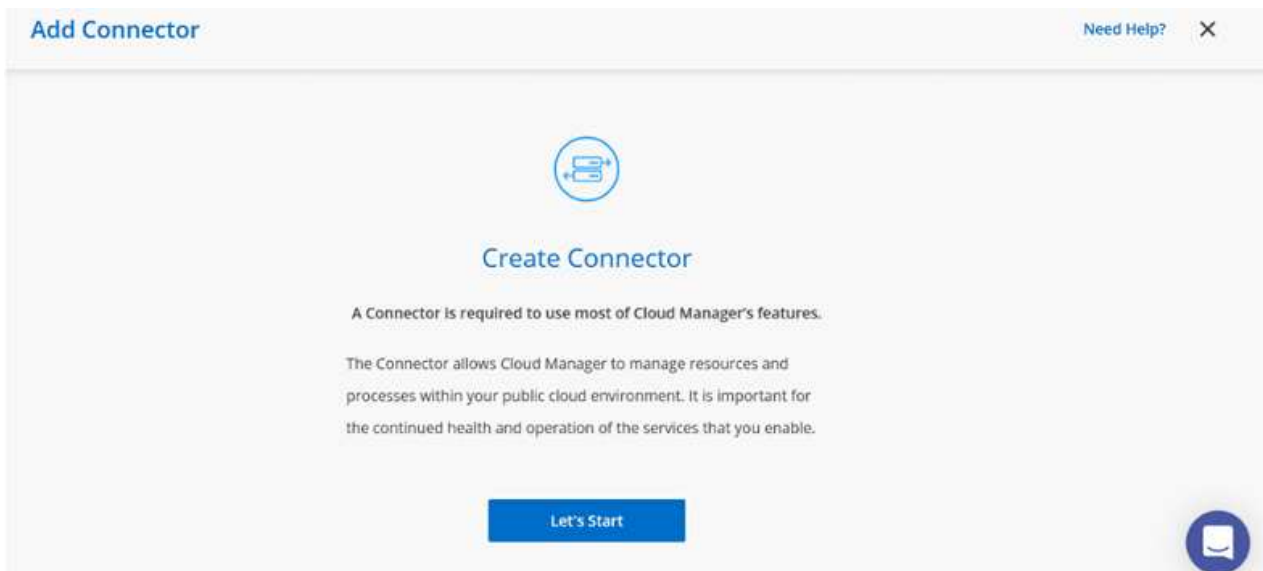 Add Connector
Need Help?
Create Connector
A Connector is required to use most of Cloud Manager's features.
The Connector allows Cloud Manager to manage resources and
processes within your public cloud environment. It is important for
the continued health and operation of the services that you enable.
Let's Start